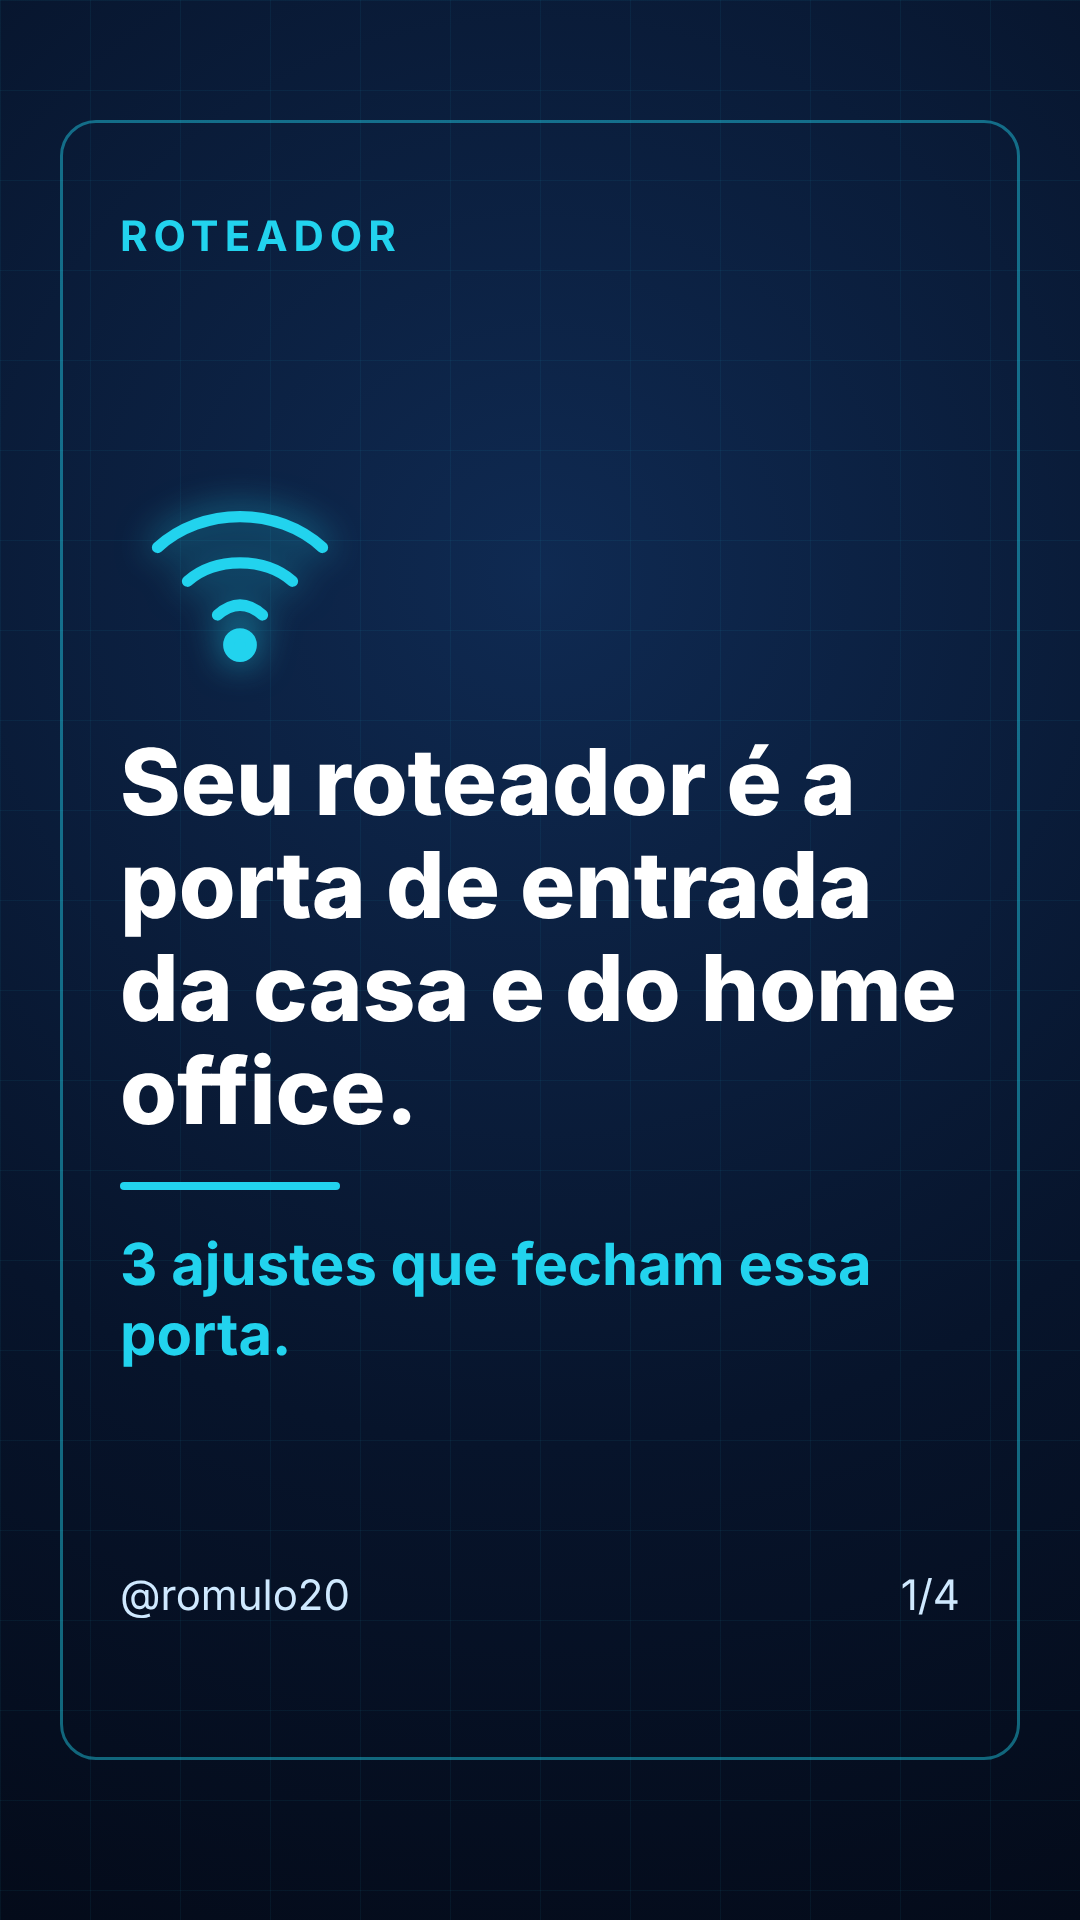 ROTEADOR
Seu roteador é a
porta de entrada
da casa e do home
office.
3 ajustes que fecham essa
porta.
@romulo20
1/4